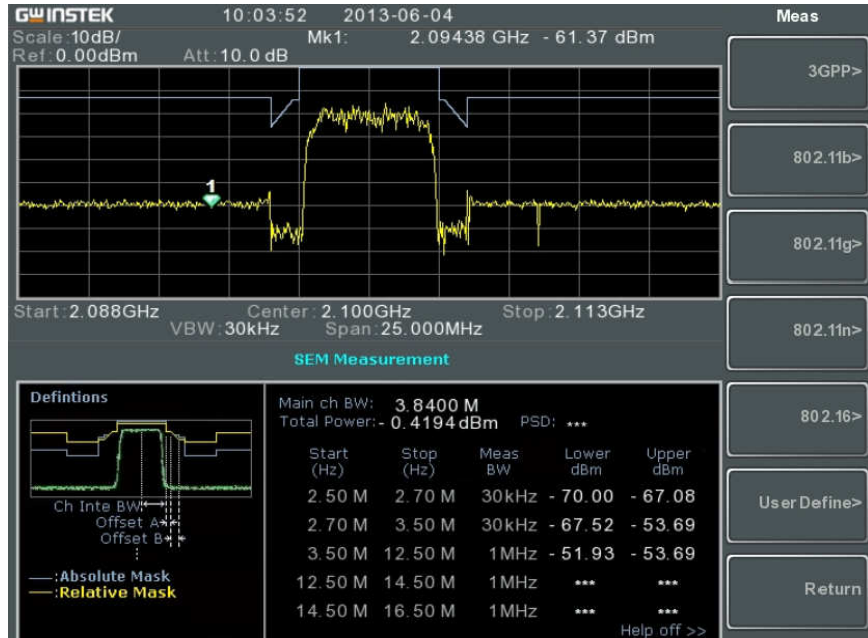 GWINSTEK 10:03:52 2013-06-04 Meas
Scale:10dB/ Mk1: 2.09438 GHz -61.37 dBm
Ref:0.00dBm Att:10.0 dB
3GPP>
802.11b>
1
802.11g>
Start:2.088GHz Center:2.100GHz Stop:2.113GHz
VBW:30kHz Span:25.000MHz
802.11n>
SEM Measurement
Defintions
Main ch BW: 3.8400 M
Total Power:-0.4194dBm PSD: ***
802.16>
Start Stop Meas Lower Upper
(Hz) (Hz) BW dBm dBm
2.50 M 2.70 M 30kHz -70.00 -67.08
2.70 M 3.50 M 30kHz -67.52 -53.69
3.50 M 12.50 M 1MHz -51.93 -53.69
12.50 M 14.50 M 1MHz *** ***
14.50 M 16.50 M 1MHz *** ***
Help off >>
Ch Inte BW
Offset A
Offset B
:
—:Absolute Mask
—:Relative Mask
User Define>
Return